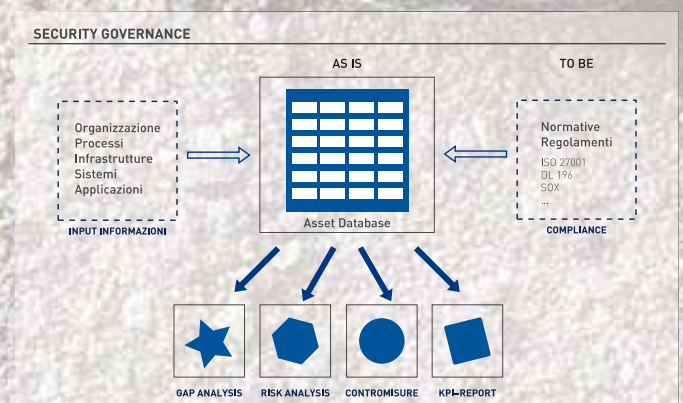 SECURITY GOVERNANCE
AS IS
TO BE
Organizzazione
Processi
Infrastrutture
Sistemi
Applicazioni
INPUT INFORMAZIONI
Asset Database
Normative
Regolamenti
ISO 27001
DL 196
SOX
...
COMPLIANCE
GAP ANALYSIS
RISK ANALYSIS
CONTROMISURE
KPI-REPORT